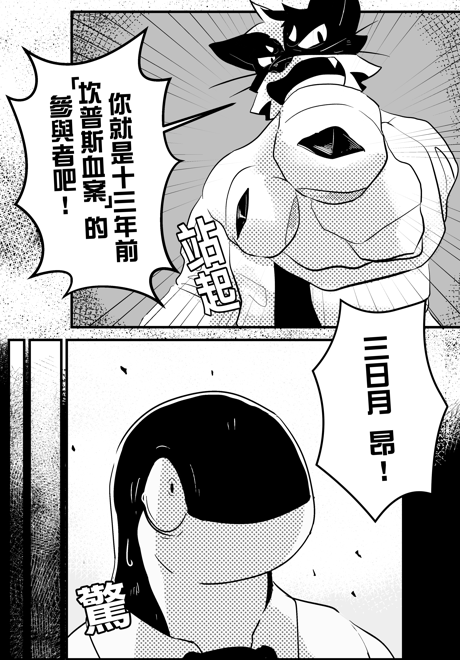 你就是十三年前
「坎普斯血案」的
參與者吧！
站起
三日月 昂！
驚